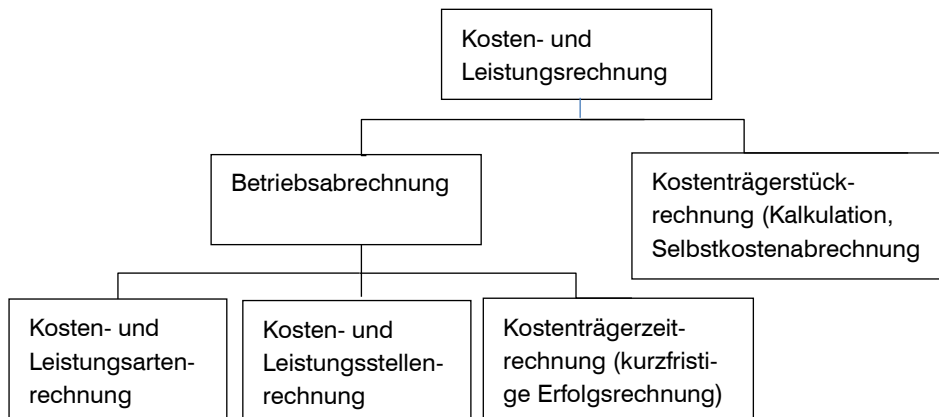 Kosten- und
Leistungsrechnung
Betriebsabrechnung
Kostenträgerstück-
rechnung (Kalkulation,
Selbstkostenabrechnung
Kosten- und
Leistungsarten-
rechnung
Kosten- und
Leistungsstellen-
rechnung
Kostenträgerzeit-
rechnung (kurzfristi-
ge Erfolgsrechnung)